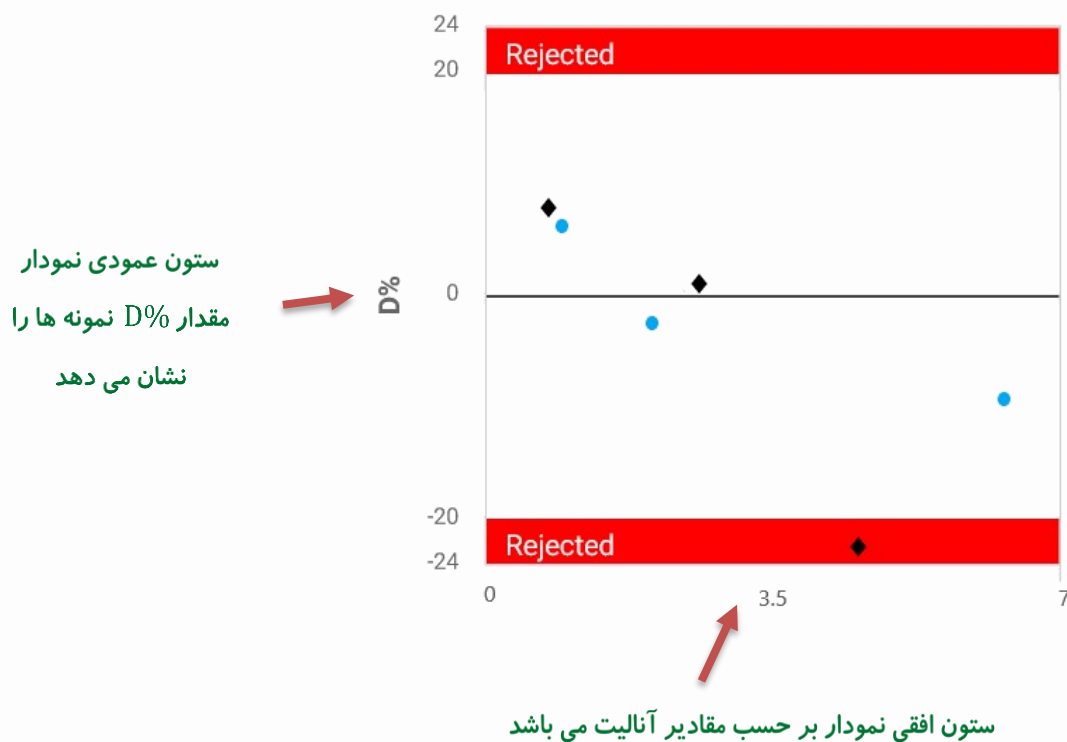 24
Rejected
20
ستون عمودی نمودار
مقدار D% نمونه ها را
نشان می دهد
D%
0
-20
Rejected
-24
0
3.5
7
ستون افقی نمودار بر حسب مقادیر آنالیت می باشد